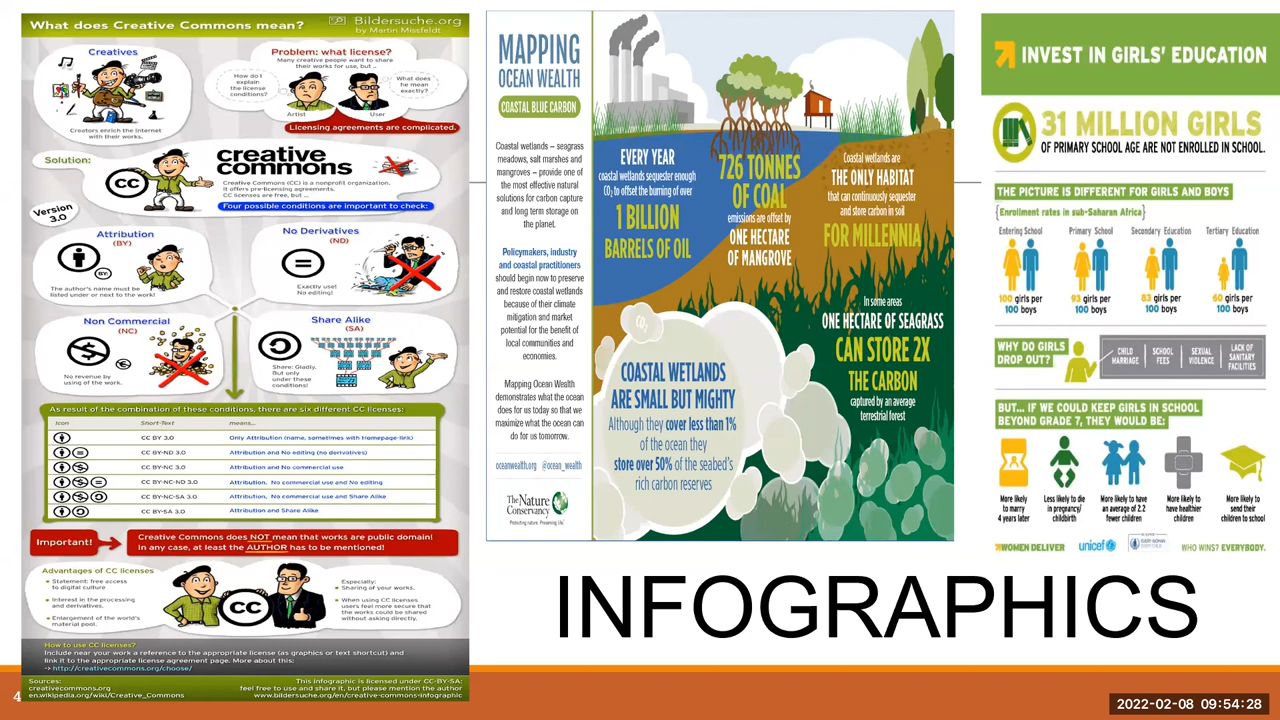 What does Creative Commons mean?
Bildersuche.org
by Martin Missfeldt
Creatives
Creators enrich the internet
with their works.
Problem: what license?
Many creative people want to share
their works for use, but ...
How do I
explain
the license
conditions?
What does
he mean
exactly?
Artist
User
Licensing agreements are complicated.
Solution:
CC
creative
commons
Creative Commons (CC) is a nonprofit organization,
it offers pre-licensing agreements.
CC licenses are free, but ...
Four possible conditions are important to check:
Version
3.0
Attribution
(BY)
BY:
The author's name must be
listed under or next to the work!
No Derivatives
(ND)
Exactly use!
No editing!
Non Commercial
(NC)
No revenue by
using of the work.
Share Alike
(SA)
Share: Gladly.
But only
under these
conditions!
As result of the combination of these conditions, there are six different CC licenses:
Icon Short-Text means...
CC BY 3.0 Only Attribution (name, sometimes with Homepage-link)
CC BY-ND 3.0 Attribution and No editing (no derivatives)
CC BY-NC 3.0 Attribution and No commercial use
CC BY-NC-ND 3.0 Attribution, No commercial use and No editing
CC BY-NC-SA 3.0 Attribution, No commercial use and Share Alike
CC BY-SA 3.0 Attribution and Share Alike
Important!
Creative Commons does NOT mean that works are public domain!
In any case, at least the AUTHOR has to be mentioned!
Advantages of CC licenses
Statement: free access
to digital culture
Interest in the processing
and derivatives.
Enlargement of the world's
material pool.
CC
Especially:
Sharing of your works.
When using CC licenses
users feel more secure that
the works could be shared
without asking directly.
How to use CC licenses?
Include near your work a reference to the appropriate license (as graphics or text shortcut) and
link it to the appropriate license agreement page. More about this:
-> http://creativecommons.org/choose/
Sources:
creativecommons.org
en.wikipedia.org/wiki/Creative_Commons
This infographic is licensed under CC-BY-SA:
feel free to use and share it, but please mention the author
www.bildersuche.org/en/creative-commons-infographic
MAPPING
OCEAN WEALTH
COASTAL BLUE CARBON
Coastal wetlands – seagrass
meadows, salt marshes and
mangroves – provide one of
the most effective natural
solutions for carbon capture
and long term storage on
the planet.
Policymakers, industry
and coastal practitioners
should begin now to preserve
and restore coastal wetlands
because of their climate
mitigation and market
potential for the benefit of
local communities and
economies.
Mapping Ocean Wealth
demonstrates what the ocean
does for us today so that we
maximize what the ocean can
do for us tomorrow.
oceanwealth.org @ocean_wealth
The Nature
Conservancy
Protecting nature. Preserving life.
EVERY YEAR
coastal wetlands sequester enough
CO2 to offset the burning of over
1 BILLION
BARRELS OF OIL
726 TONNES
OF COAL
emissions are offset by
ONE HECTARE
OF MANGROVE
Coastal wetlands are
THE ONLY HABITAT
that can continuously sequester
and store carbon in soil
FOR MILLENNIA
In some areas
ONE HECTARE OF SEAGRASS
CAN STORE 2X
THE CARBON
captured by an average
terrestrial forest
CO2
COASTAL WETLANDS
ARE SMALL BUT MIGHTY
Although they cover less than 1%
of the ocean they
store over 50% of the seabed's
rich carbon reserves
INVEST IN GIRLS' EDUCATION
31 MILLION GIRLS
OF PRIMARY SCHOOL AGE ARE NOT ENROLLED IN SCHOOL.
THE PICTURE IS DIFFERENT FOR GIRLS AND BOYS
{Enrollment rates in sub-Saharan Africa}
Entering School Primary School Secondary Education Tertiary Education
100 girls per 93 girls per 83 girls per 60 girls per
100 boys 100 boys 100 boys 100 boys
WHY DO GIRLS
DROP OUT?
CHILD
MARRIAGE
SCHOOL
FEES
SEXUAL
VIOLENCE
LACK OF
SANITARY
FACILITIES
BUT... IF WE COULD KEEP GIRLS IN SCHOOL
BEYOND GRADE 7, THEY WOULD BE:
More likely
to marry
4 years later
Less likely to die
in pregnancy/
childbirth
More likely to have
an average of 2.2
fewer children
More likely to
have healthier
children
More likely to
send their
children to school
WOMEN DELIVER
unicef
WHO WINS? EVERYBODY.
INFOGRAPHICS
4
2022-02-08 09:54:28